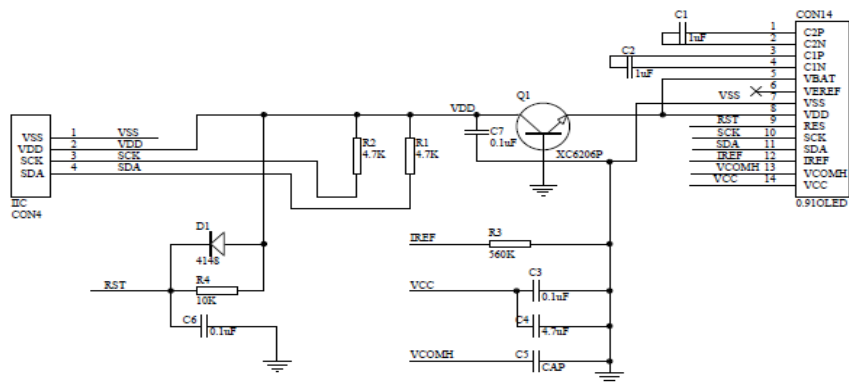 CON14
C1
1uF
1 C2P
2 C2N
3 C1P
4 C1N
5 VBAT
6 VEREF
VSS 7 VSS
8 VDD
RST 9 RES
SCK 10 SCK
SDA 11 SDA
IREF 12 IREF
VCOMH 13 VCOMH
VCC 14 VCC
0.91OLED
C2
1uF
Q1
XC6206P
VDD
C7
0.1uF
R2
4.7K
R1
4.7K
VSS 1 VSS
VDD 2 VDD
SCK 3 SCK
SDA 4 SDA
IIC
CON4
D1
4148
RST
R4
10K
C6
0.1uF
IREF
R3
560K
VCC
C3
0.1uF
C4
4.7uF
VCOMH
C5
CAP